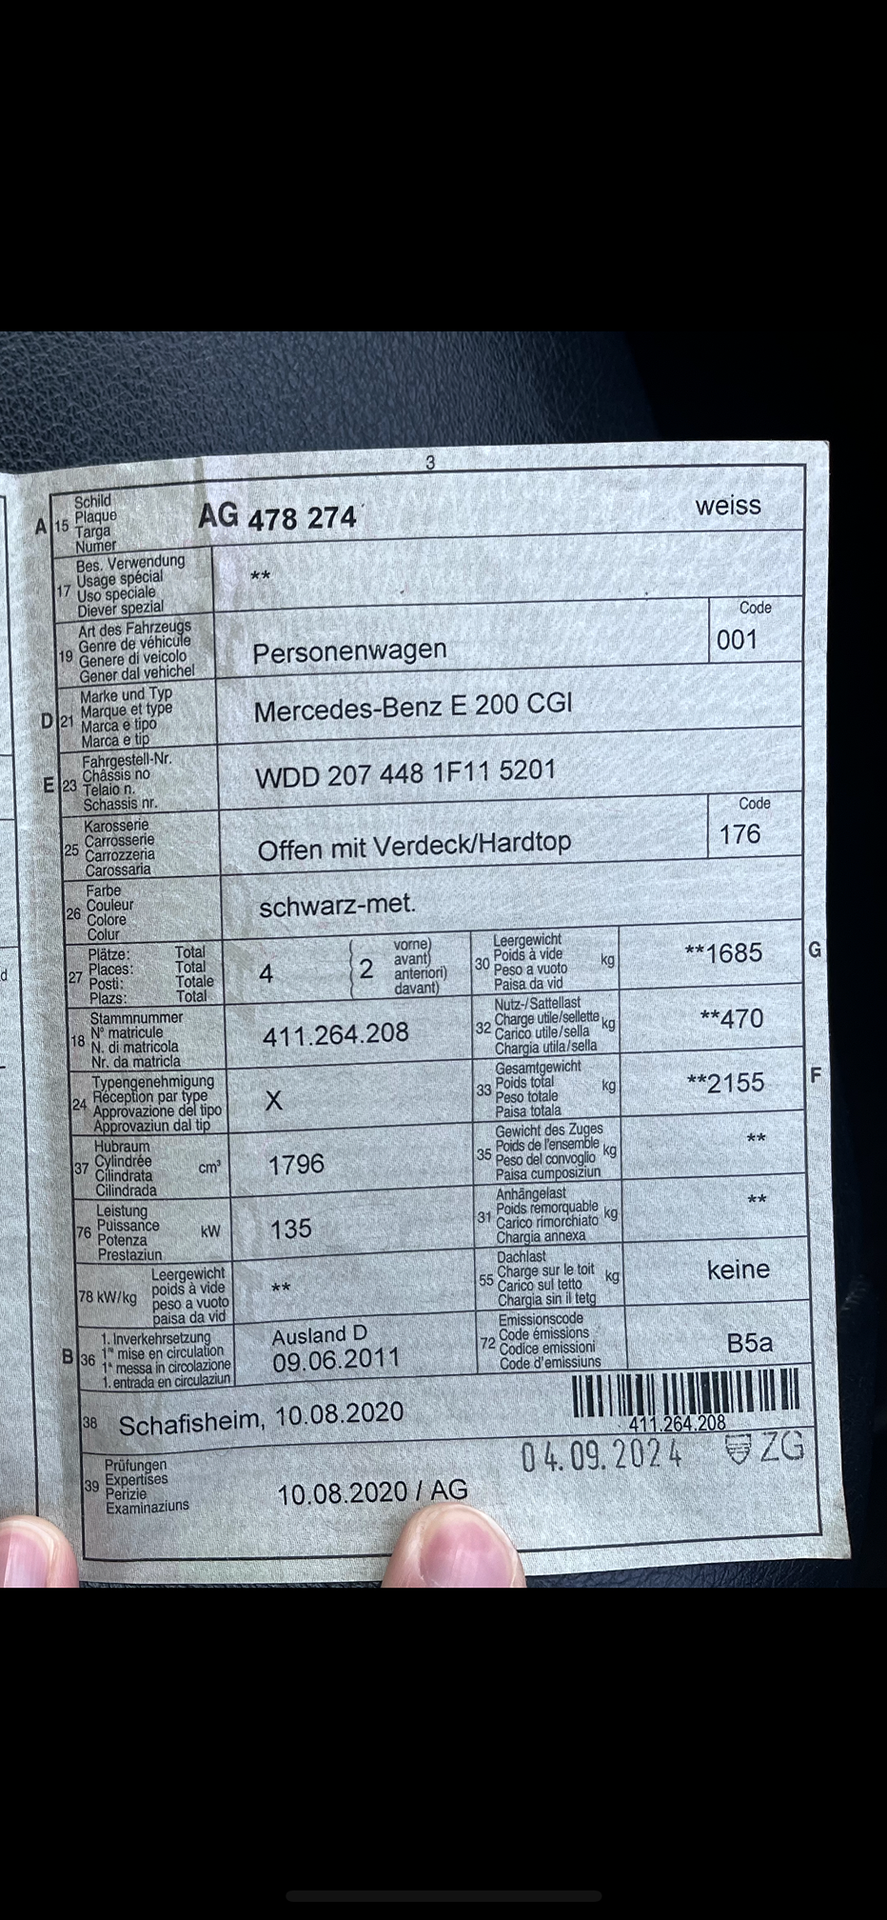 3
A 15 Schild Plaque Targa Numer AG 478 274 weiss
17 Bes. Verwendung Usage spécial Uso speciale Diever spezial **
19 Art des Fahrzeugs Genre de véhicule Genere di veicolo Gener dal vehichel Personenwagen Code 001
D 21 Marke und Typ Marque et type Marca e tipo Marca e tip Mercedes-Benz E 200 CGI
E 23 Fahrgestell-Nr. Châssis no Telaio n. Schassis nr. WDD 207 448 1F11 5201
25 Karosserie Carrosserie Carrozzeria Carossaria Offen mit Verdeck/Hardtop Code 176
26 Farbe Couleur Colore Colur schwarz-met.
27 Plätze: Total Places: Total Posti: Totale Plazs: Total 4 2 vorne) avant) anteriori) davant)
30 Leergewicht Poids à vide Peso a vuoto Paisa da vid kg **1685 G
18 Stammnummer N° matricule N. di matricola Nr. da matricla 411.264.208
32 Nutz-/Sattellast Charge utile/sellette Carico utile/sella Chargia utila/sella kg **470
24 Typengenehmigung Réception par type Approvazione del tipo Approvaziun dal tip X
33 Gesamtgewicht Poids total Peso totale Paisa totala kg **2155 F
37 Hubraum Cylindrée Cilindrata Cilindrada cm³ 1796
35 Gewicht des Zuges Poids de l'ensemble Peso del convoglio Paisa cumposiziun kg **
76 Leistung Puissance Potenza Prestaziun kW 135
31 Anhängelast Poids remorquable Carico rimorchiato Chargia annexa kg **
78 kW/kg Leergewicht poids à vide peso a vuoto paisa da vid **
55 Dachlast Charge sur le toit Carico sul tetto Chargia sin il tetg kg keine
B 36 1. Inverkehrsetzung 1re mise en circulation 1a messa in circolazione 1. entrada en circulaziun Ausland D 09.06.2011
72 Emissionscode Code émissions Codice emissioni Code d'emissiuns B5a
38 Schafisheim, 10.08.2020
411.264.208
04.09.2024 ZG
39 Prüfungen Expertises Perizie Examinaziuns 10.08.2020 / AG
d